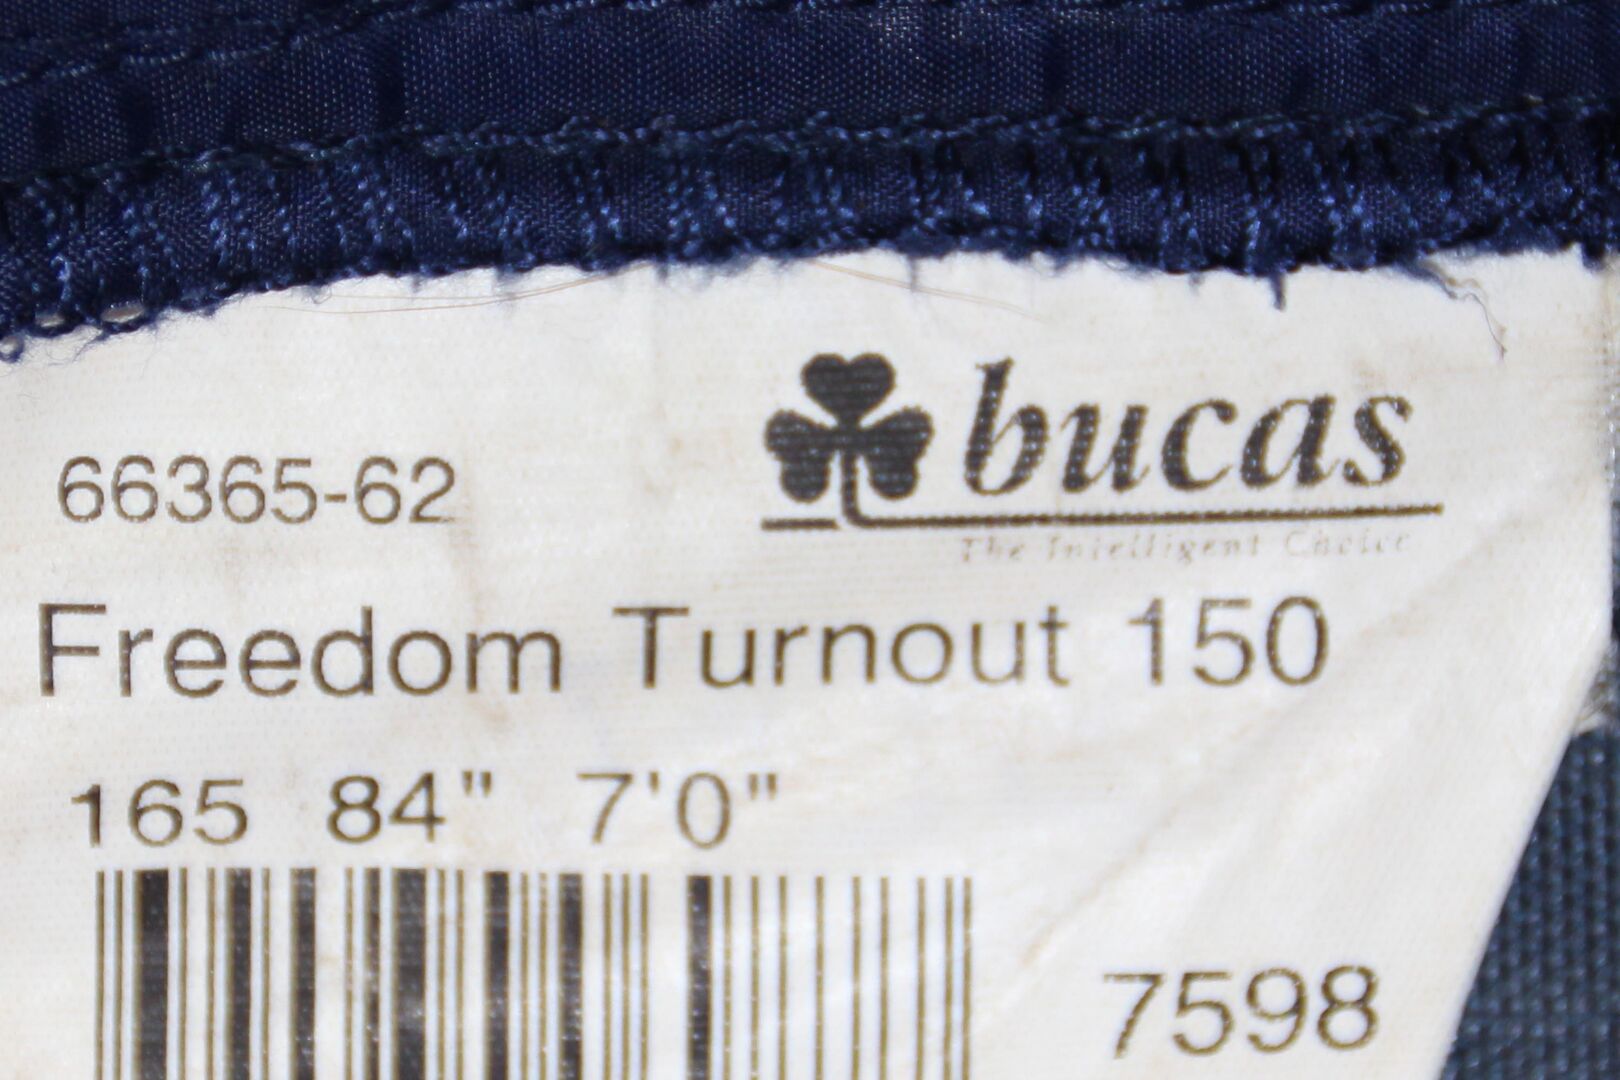 bucas
The Intelligent Choice
66365-62
Freedom Turnout 150
165 84" 7'0"
7598